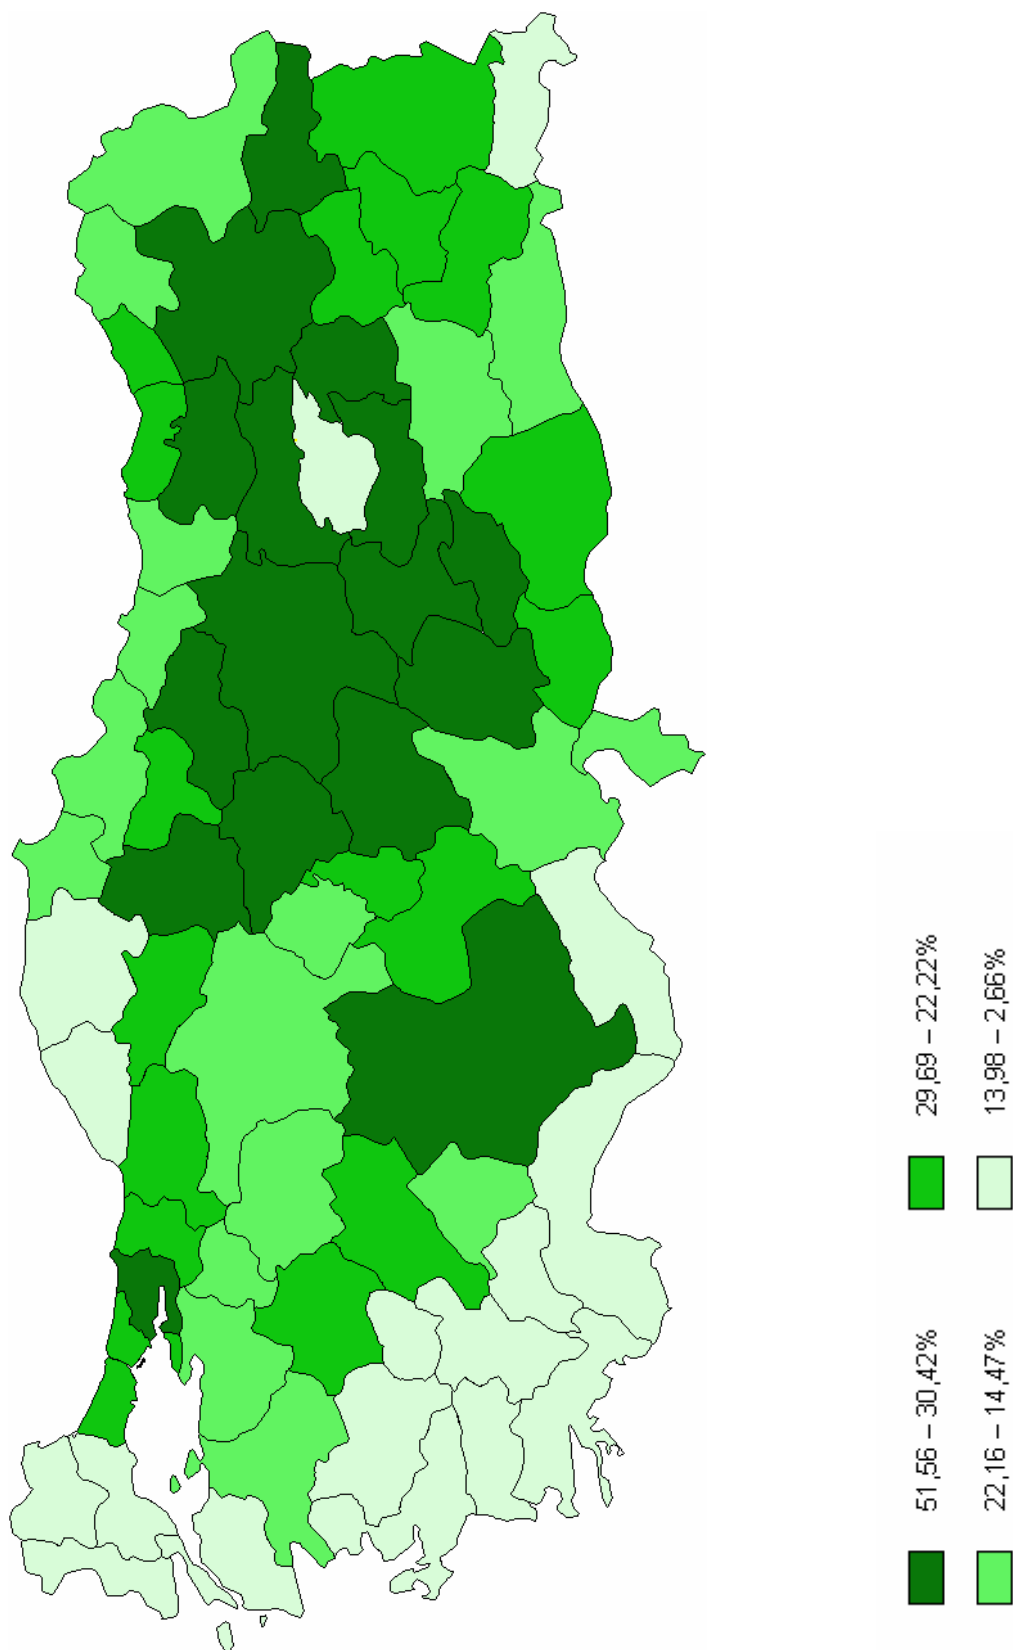 51,56 – 30,42% 29,69 – 22,22%
22,16 – 14,47% 13,98 – 2,66%